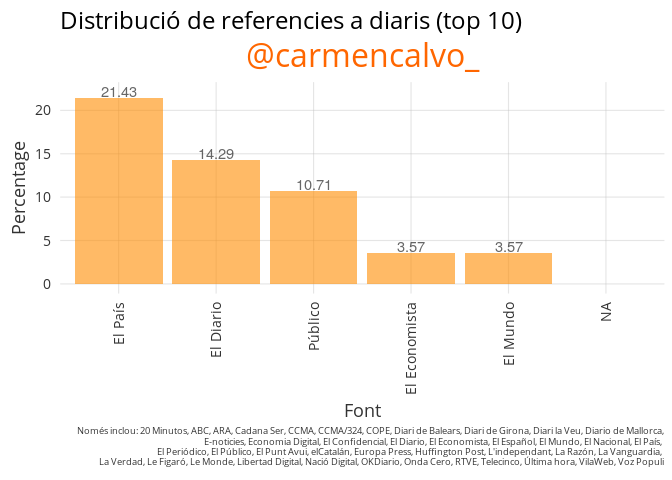 Distribució de referencies a diaris (top 10)
@carmencalvo_
Percentage
20
15
10
5
0
21.43
14.29
10.71
3.57
3.57
El País
El Diario
Público
El Economista
El Mundo
NA
Font
Només inclou: 20 Minutos, ABC, ARA, Cadana Ser, CCMA, CCMA/324, COPE, Diari de Balears, Diari de Girona, Diari la Veu, Diario de Mallorca,
E-noticies, Economia Digital, El Confidencial, El Diario, El Economista, El Español, El Mundo, El Nacional, El País,
El Periódico, El Público, El Punt Avui, elCatalán, Europa Press, Huffington Post, L'independant, La Razón, La Vanguardia,
La Verdad, Le Figaró, Le Monde, Libertad Digital, Nació Digital, OKDiario, Onda Cero, RTVE, Telecinco, Última hora, VilaWeb, Voz Populi